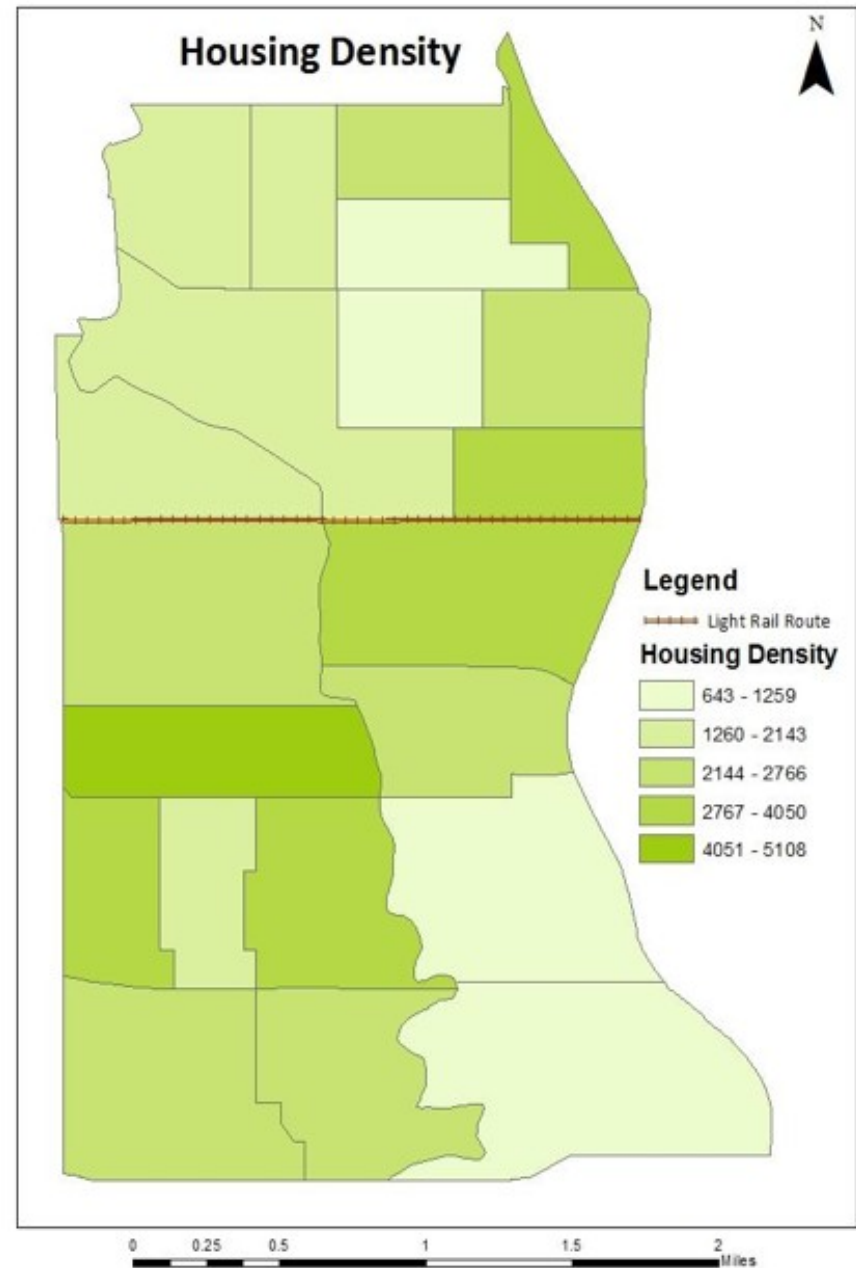 Housing Density
N
Legend
Light Rail Route
Housing Density
643 - 1259
1260 - 2143
2144 - 2766
2767 - 4050
4051 - 5108
0 0.25 0.5 1 1.5 2
Miles